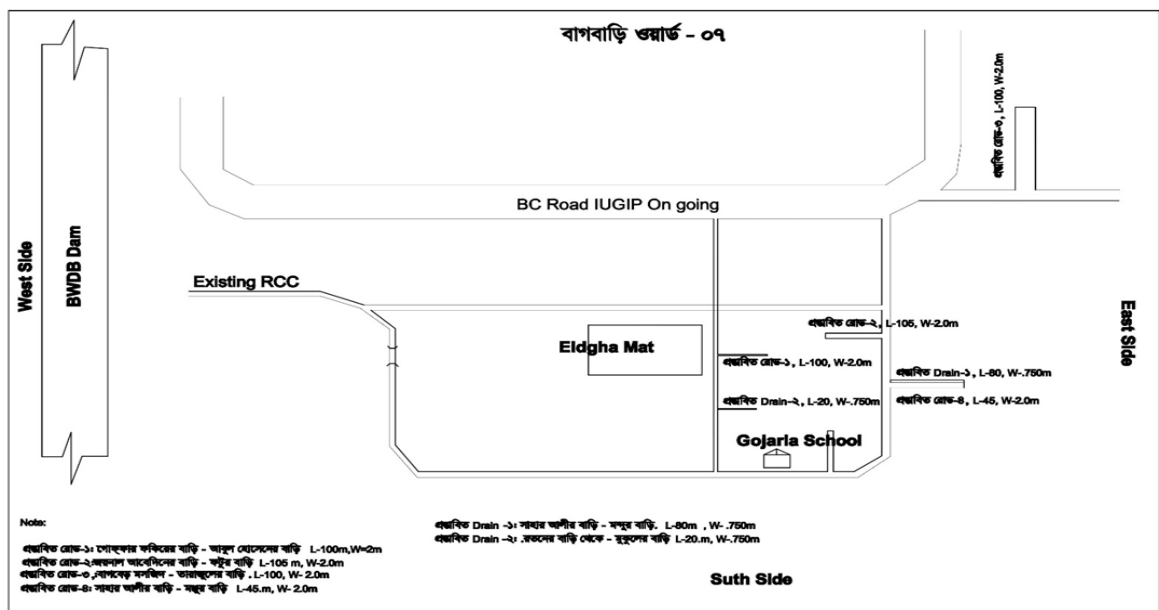 বাগবাড়ি ওয়ার্ড - ০৭
প্রস্তাবিত রোড-৩, L-100, W-2.0m
BC Road IUGIP On going
West Side
BWDB Dam
Existing RCC
East Side
প্রস্তাবিত রোড-২, L-105, W-2.0m
Eidgha Mat
প্রস্তাবিত রোড-১, L-100, W-2.0m
প্রস্তাবিত Drain-১, L-80, W-.750m
প্রস্তাবিত Drain-২, L-20, W-.750m
প্রস্তাবিত রোড-৪, L-45, W-2.0m
Gojaria School
Note:
প্রস্তাবিত রোড-১ঃ গোফ্ফার ফকিরের বাড়ি - আবুল হোসেনের বাড়ি L-100m,W=2m
প্রস্তাবিত রোড-২ঃজয়নাল আবেদিনের বাড়ি - ফটুর বাড়ি L-105 m, W-2.0m
প্রস্তাবিত রোড-৩,ঃবাগবেড় মসজিদ - তারাজুলের বাড়ি . L-100, W- 2.0m
প্রস্তাবিত রোড-৪ঃ সাহার আলীর বাড়ি - মঞ্জুর বাড়ি L-45.m, W- 2.0m
প্রস্তাবিত Drain -১ঃ সাহার আলীর বাড়ি - মন্দুর বাড়ি. L-80m , W- .750m
প্রস্তাবিত Drain -২ঃ .রতনের বাড়ি থেকে - মুকুলের বাড়ি L-20.m, W-.750m
Suth Side